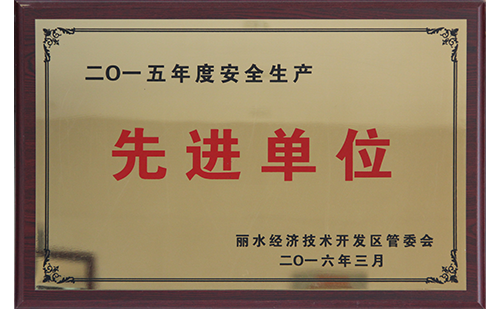 二〇一五年度安全生产
先进单位
丽水经济技术开发区管委会
二〇一六年三月